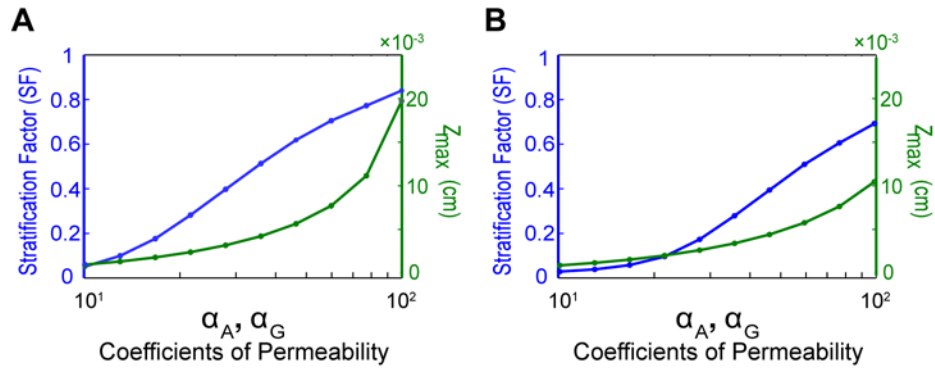 A
×10⁻³
1
0.8
0.6
0.4
0.2
0
Stratification Factor (SF)
20
10
0
Zmax (cm)
10¹
10²
αA, αG
Coefficients of Permeability
B
×10⁻³
1
0.8
0.6
0.4
0.2
0
Stratification Factor (SF)
20
10
0
Zmax (cm)
10¹
10²
αA, αG
Coefficients of Permeability